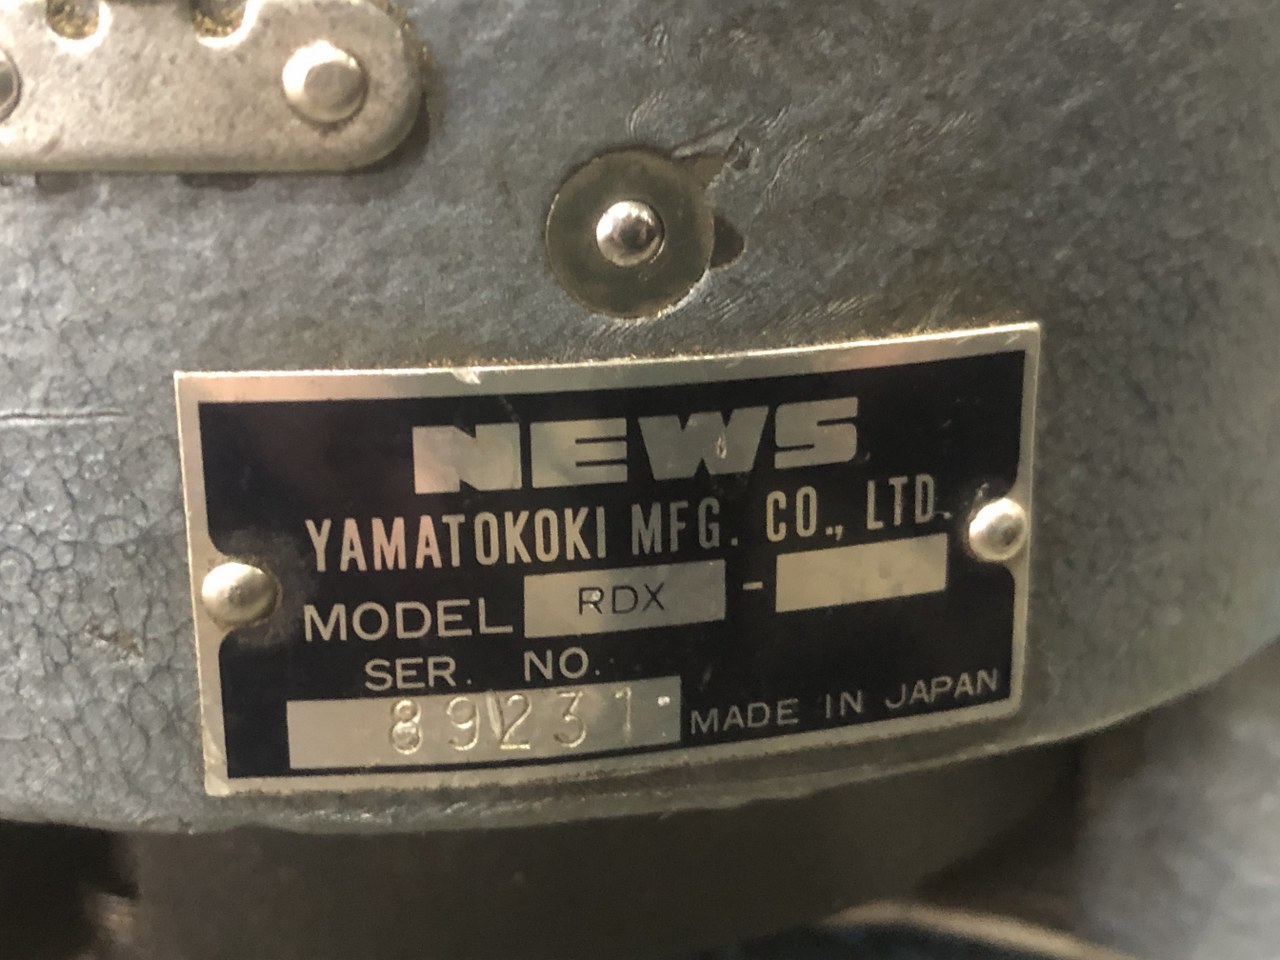 NEWS
YAMATOKOKI MFG. CO., LTD.
MODEL RDX -
SER. NO.
89231
MADE IN JAPAN